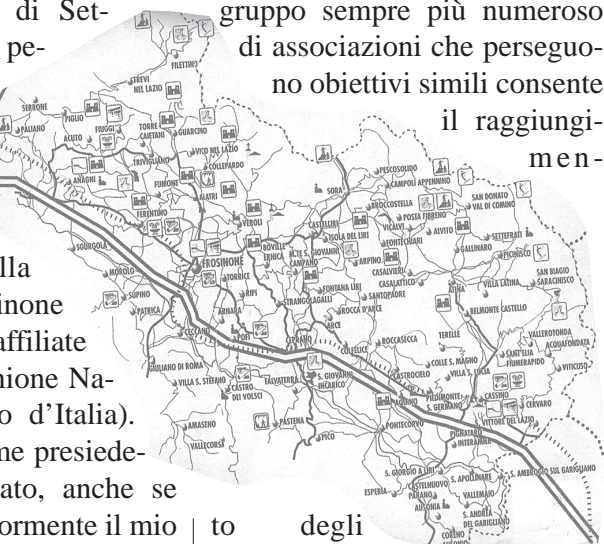 di Set-
pe-
lla
inone
affiliate
nione Na-
o d'Italia).
me presiede-
ato, anche se
ormente il mio
gruppo sempre più numeroso
di associazioni che perseguo-
no obiettivi simili consente
il raggiungi-
men-
to degli
FILETTINO
TREVI
NEL LAZIO
SERRONE
PIGLIO
PALIANO
ACUTO
FIUGGI
TORRE
CAJETANI
GUARCINO
VICO NEL LAZIO
COLLEPARDO
TRIVIGLIANO
ANAGNI
FUMONE
ALATRI
FERENTINO
VEROLI
SGURGOLA
MOROLO
SUPINO
PATRICA
FROSINONE
TORRICE
RIPI
ARNARA
POFI
CECCANO
GIULIANO DI ROMA
VILLA S. STEFANO
CASTRO
DEI VOLSCI
AMASENO
VALLECORSA
PASTENA
FALVATERRA
CEPRANO
S. GIOVANNI
INCARICO
PICO
BOVILLE
ERNICA
M.TE S. GIOVANNI
CAMPANO
STRANGOLAGALLI
CASTELLIRI
ISOLA DEL LIRI
SORA
PESCOSOLIDO
CAMPOLI APPENNINO
BROCCOSTELLA
POSTA FIBRENO
VICALVI
FONTECHIARI
ARPINO
CASALVIERI
CASALATTICO
ALVITO
SAN DONATO
VAL DI COMINO
SETTEFRATI
GALLINARO
PICINISCO
ATINA
VILLA LATINA
SAN BIAGIO
SARACINISCO
FONTANA LIRI
SANTOPADRE
ROCCA D'ARCE
ARCE
COLFELICE
ROCCASECCA
BELMONTE CASTELLO
TERELLE
VALLEROTONDA
ACQUAFONDATA
SANT'ELIA
FIUMERAPIDO
VITICUSO
COLLE S. MAGNO
CASTROCIELO
VILLA S. LUCIA
AQUINO
PIEDIMONTE
S. GERMANO
CASSINO
CERVARO
S. VITTORE DEL LAZIO
PONTECORVO
PIGNATARO
INTERAMNA
S. GIORGIO A LIRI
S. APOLLINARE
S. AMBROGIO SUL GARIGLIANO
ESPERIA
CASTELNUOVO
PARANO
VALLEMAIO
AUSONIA
S. ANDREA
DEL GARIGLIANO
CORENO
AUSONIO